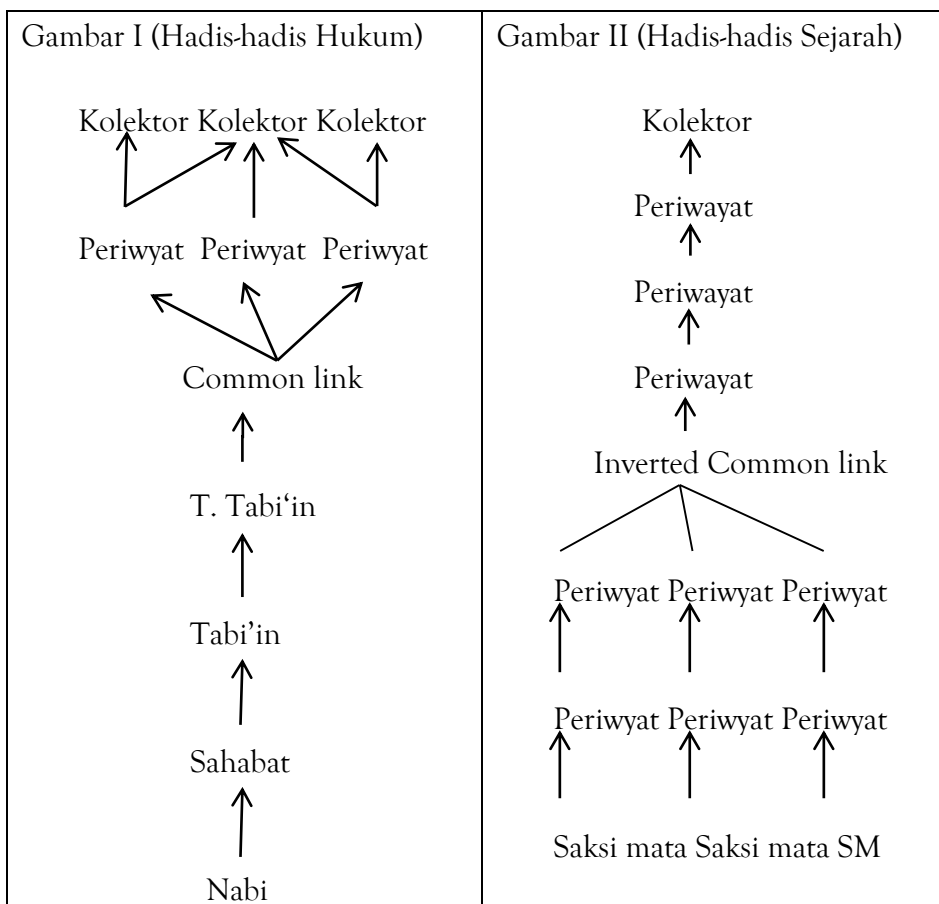 Gambar I (Hadis-hadis Hukum)
Kolektor Kolektor Kolektor
Periwyat Periwyat Periwyat
Common link
T. Tabi‘in
Tabi’in
Sahabat
Nabi
Gambar II (Hadis-hadis Sejarah)
Kolektor
Periwayat
Periwayat
Periwayat
Inverted Common link
Periwyat Periwyat Periwyat
Periwyat Periwyat Periwyat
Saksi mata Saksi mata SM